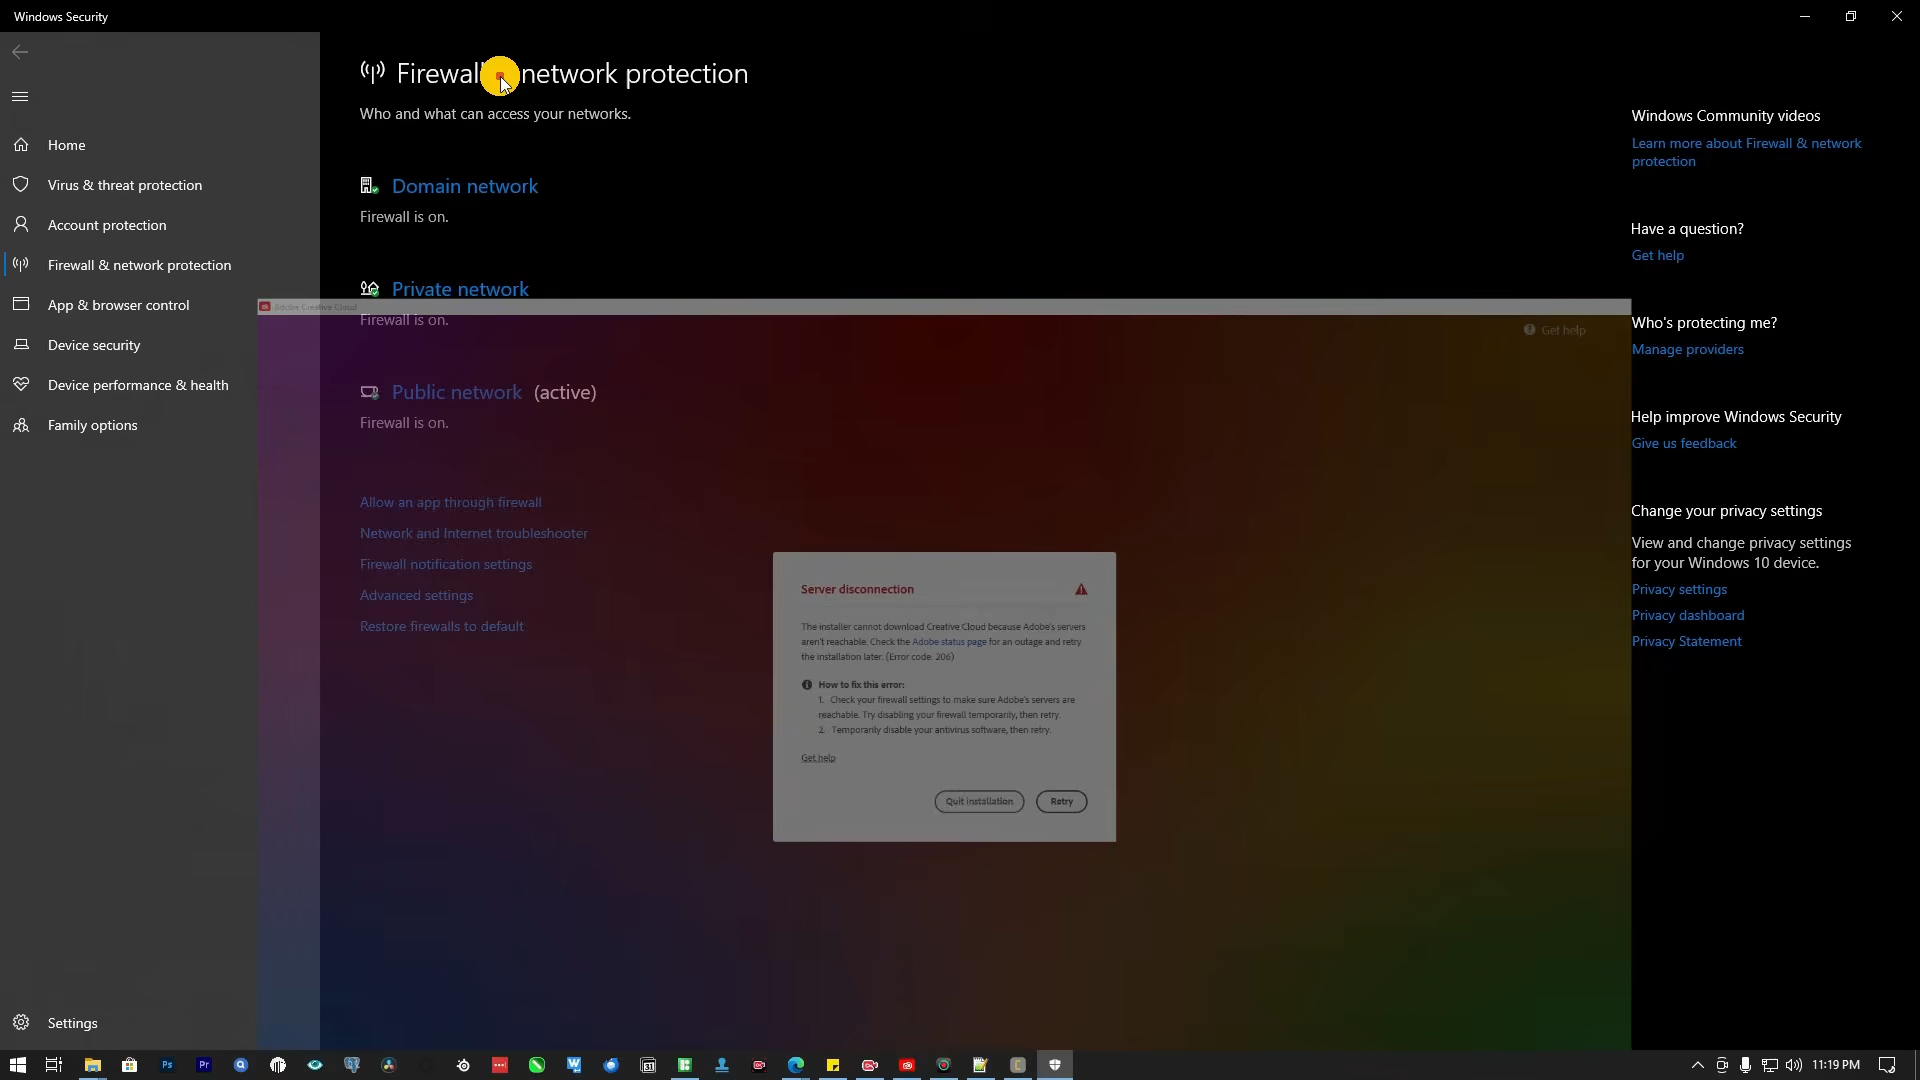 Windows Security
Firewall network protection
Who and what can access your networks.
Home
Virus & threat protection
Account protection
Firewall & network protection
App & browser control
Device security
Device performance & health
Family options
Settings
Domain network
Firewall is on.
Private network
Firewall is on.
Public network (active)
Firewall is on.
Allow an app through firewall
Network and Internet troubleshooter
Firewall notification settings
Advanced settings
Restore firewalls to default
Adobe Creative Cloud
Get help
Server disconnection
The installer cannot download Creative Cloud because Adobe's servers
aren't reachable. Check the Adobe status page for an outage and retry
the installation later. (Error code: 206)
How to fix this error:
1. Check your firewall settings to make sure Adobe's servers are
reachable. Try disabling your firewall temporarily, then retry.
2. Temporarily disable your antivirus software, then retry.
Get help
Quit installation
Retry
Windows Community videos
Learn more about Firewall & network
protection
Have a question?
Get help
Who's protecting me?
Manage providers
Help improve Windows Security
Give us feedback
Change your privacy settings
View and change privacy settings
for your Windows 10 device.
Privacy settings
Privacy dashboard
Privacy Statement
Ps
Pr
31
11:19 PM